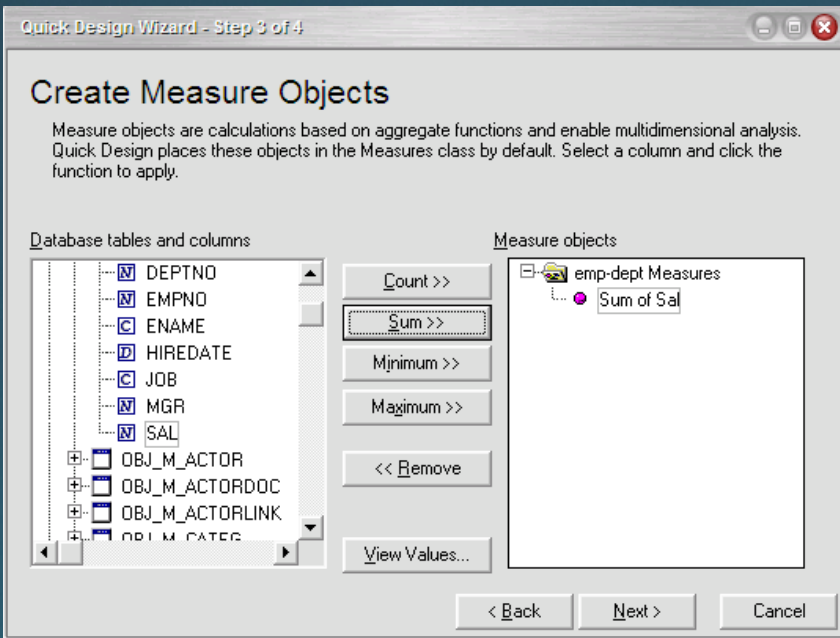 Quick Design Wizard - Step 3 of 4
Create Measure Objects
Measure objects are calculations based on aggregate functions and enable multidimensional analysis.
Quick Design places these objects in the Measures class by default. Select a column and click the
function to apply.
Database tables and columns
N DEPTNO
N EMPNO
C ENAME
D HIREDATE
C JOB
N MGR
N SAL
OBJ_M_ACTOR
OBJ_M_ACTORDOC
OBJ_M_ACTORLINK
OBJ_M_CATEG
Count >>
Sum >>
Minimum >>
Maximum >>
<< Remove
View Values...
Measure objects
emp-dept Measures
Sum of Sal
< Back
Next >
Cancel